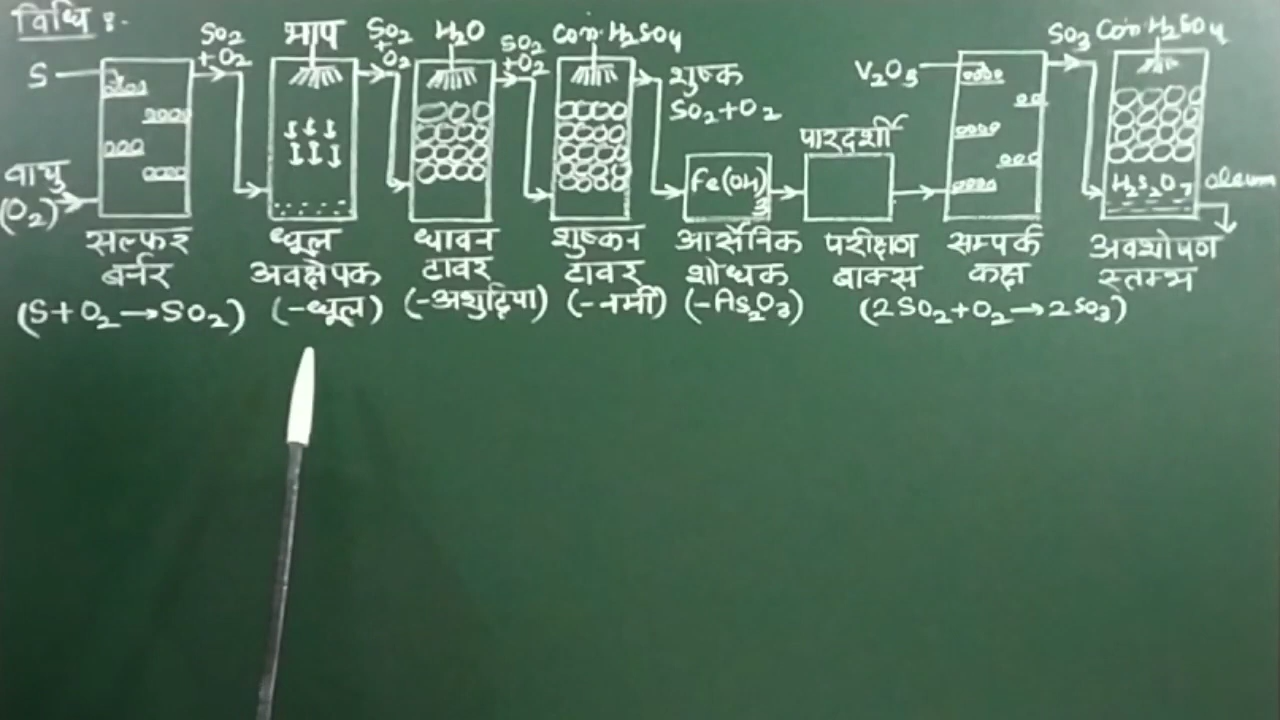 विधि :
SO2 + O2
भाप
SO2 + O2
H2O
SO2 + O2
Con. H2SO4
SO3
Con. H2SO4
S
शुष्क
SO2 + O2
V2O5
पारदर्शी
वायु
(O2)
Fe(OH)3
H2S2O7
oleum
सल्फर बर्नर
धूल अवक्षेपक
धावन टावर
शुष्कन टावर
आर्सेनिक शोधक
परीक्षण बाक्स
सम्पर्क कक्ष
अवशोषण स्तम्भ
(S + O2 → SO2)
(-धूल)
(-अशुद्धिया)
(-नमी)
(-As2O3)
(2SO2 + O2 → 2SO3)